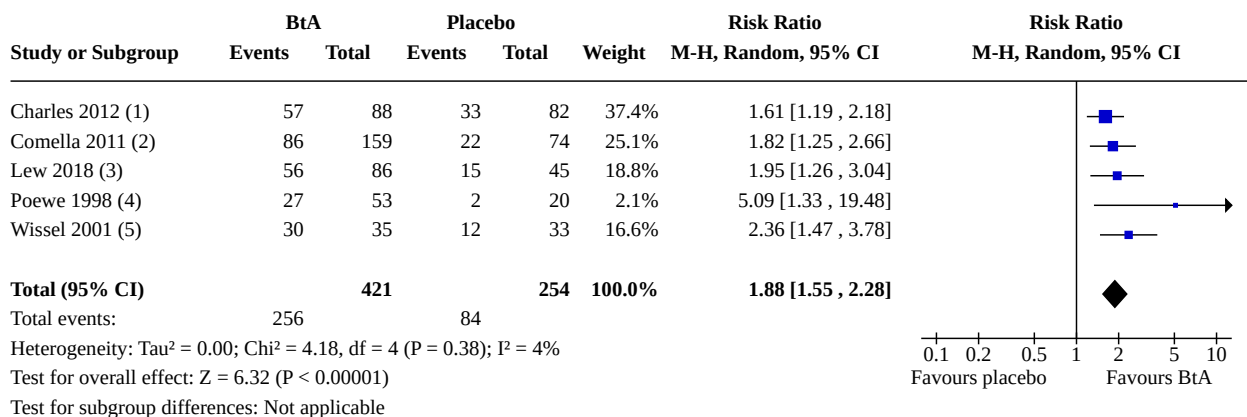 BtA Placebo Risk Ratio Risk Ratio
Study or Subgroup Events Total Events Total Weight M-H, Random, 95% CI M-H, Random, 95% CI
Charles 2012 (1) 57 88 33 82 37.4% 1.61 [1.19 , 2.18]
Comella 2011 (2) 86 159 22 74 25.1% 1.82 [1.25 , 2.66]
Lew 2018 (3) 56 86 15 45 18.8% 1.95 [1.26 , 3.04]
Poewe 1998 (4) 27 53 2 20 2.1% 5.09 [1.33 , 19.48]
Wissel 2001 (5) 30 35 12 33 16.6% 2.36 [1.47 , 3.78]
Total (95% CI) 421 254 100.0% 1.88 [1.55 , 2.28]
Total events: 256 84
Heterogeneity: Tau² = 0.00; Chi² = 4.18, df = 4 (P = 0.38); I² = 4%
0.1 0.2 0.5 1 2 5 10
Test for overall effect: Z = 6.32 (P < 0.00001)
Favours placebo Favours BtA
Test for subgroup differences: Not applicable